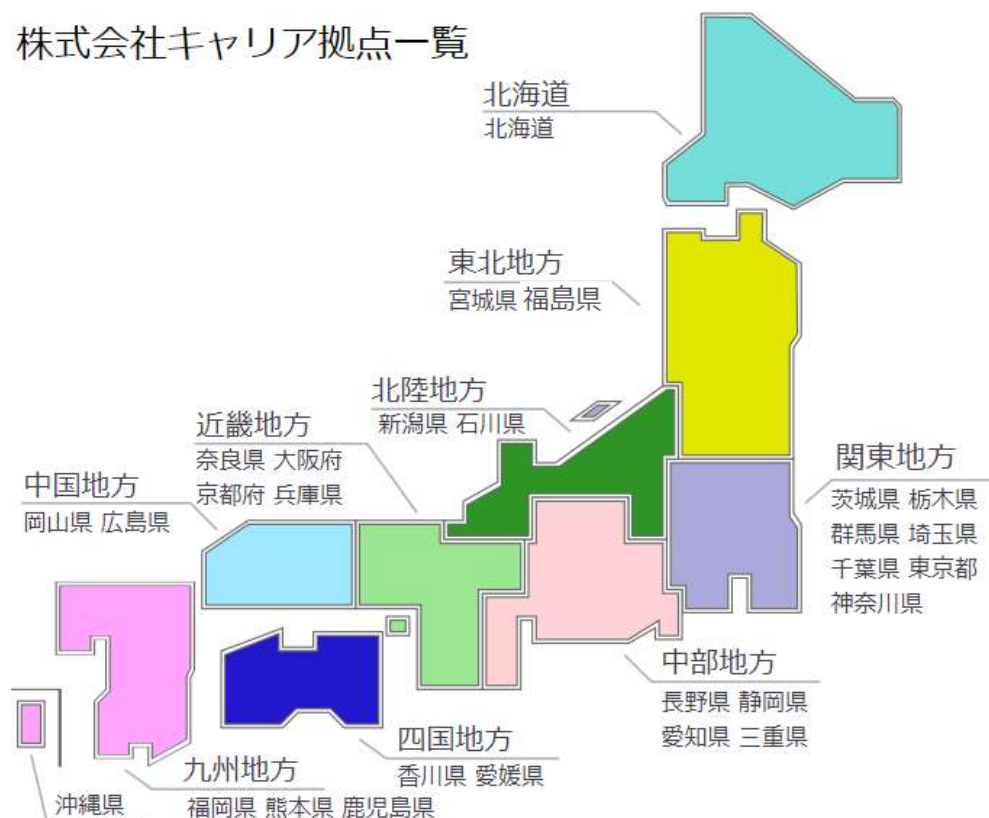 株式会社キャリア拠点一覧
北海道
北海道
東北地方
宮城県 福島県
北陸地方
新潟県 石川県
近畿地方
奈良県 大阪府
京都府 兵庫県
中国地方
岡山県 広島県
関東地方
茨城県 栃木県
群馬県 埼玉県
千葉県 東京都
神奈川県
中部地方
長野県 静岡県
愛知県 三重県
四国地方
香川県 愛媛県
九州地方
福岡県 熊本県 鹿児島県
沖縄県